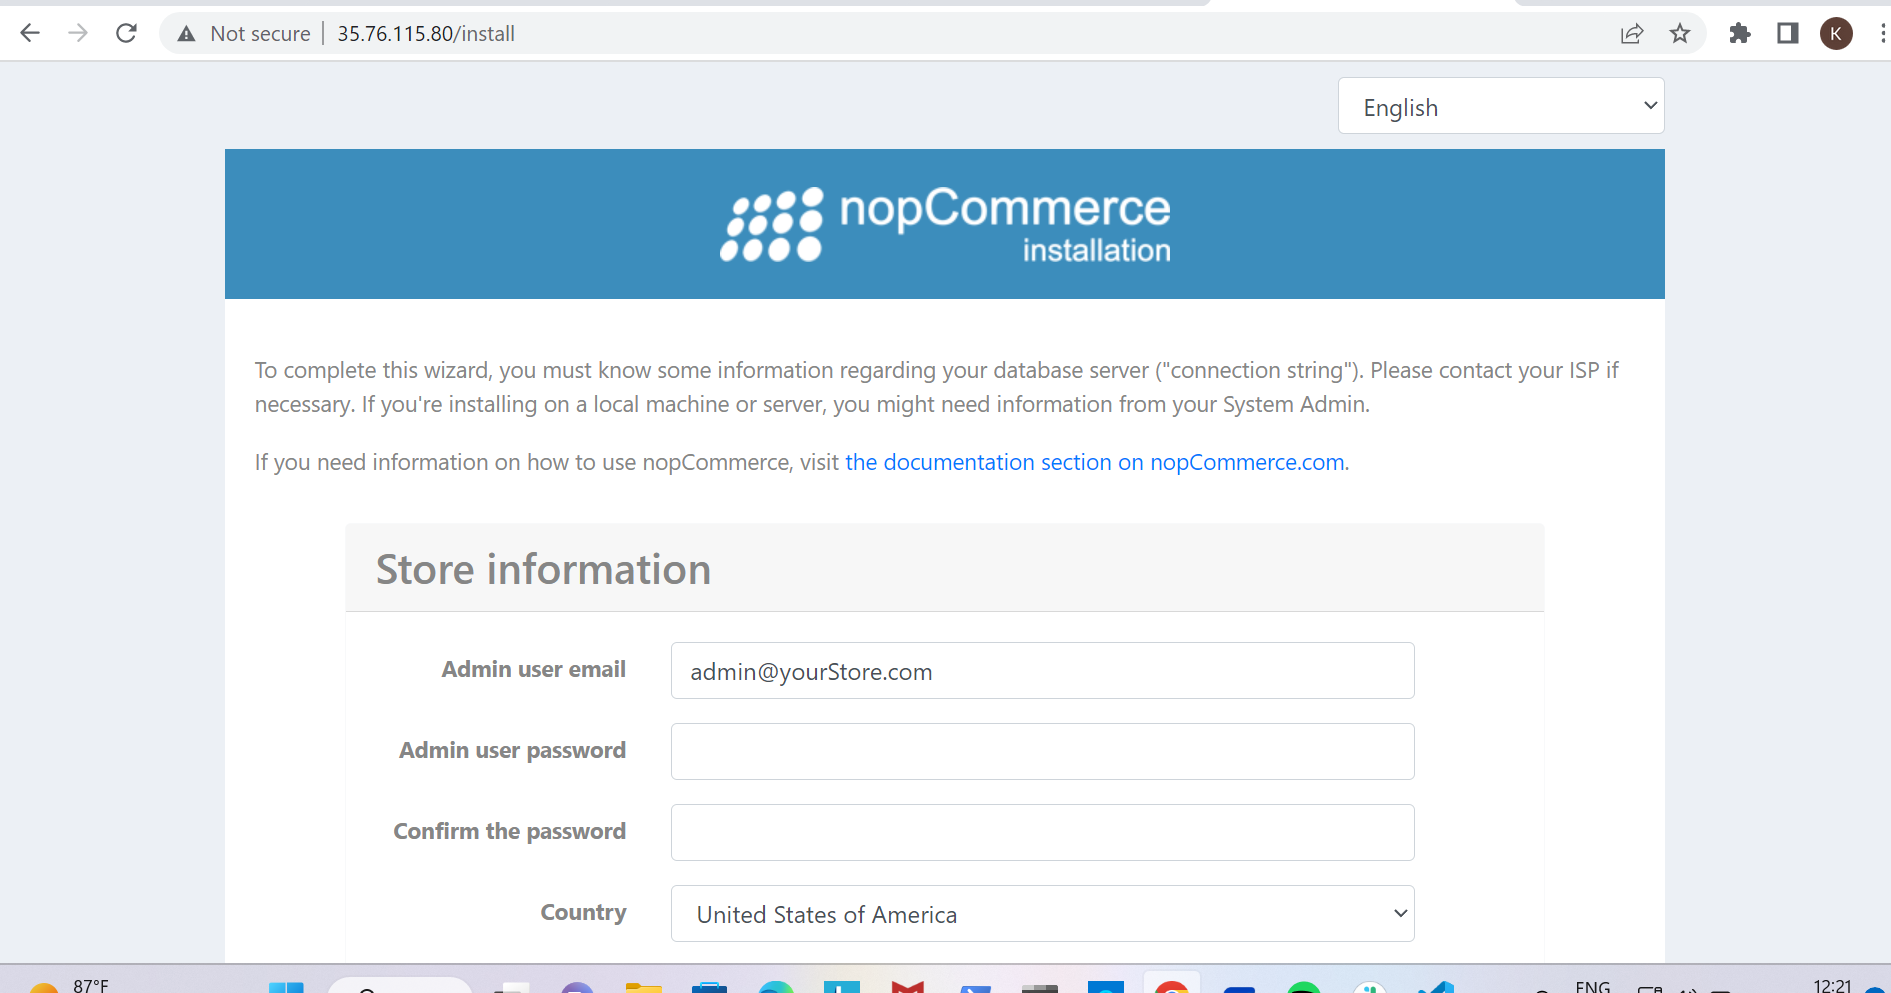 Not secure | 35.76.115.80/install
K
English
nopCommerce
installation
To complete this wizard, you must know some information regarding your database server ("connection string"). Please contact your ISP if
necessary. If you're installing on a local machine or server, you might need information from your System Admin.
If you need information on how to use nopCommerce, visit the documentation section on nopCommerce.com.
Store information
Admin user email
admin@yourStore.com
Admin user password
Confirm the password
Country
United States of America
87°F
ENG
12:21